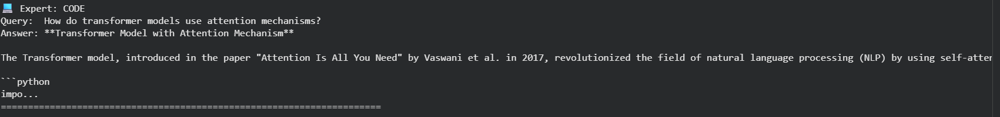 💻 Expert: CODE
Query:  How do transformer models use attention mechanisms?
Answer: **Transformer Model with Attention Mechanism**
The Transformer model, introduced in the paper "Attention Is All You Need" by Vaswani et al. in 2017, revolutionized the field of natural language processing (NLP) by using self-atten
```python
impo...
======================================================================